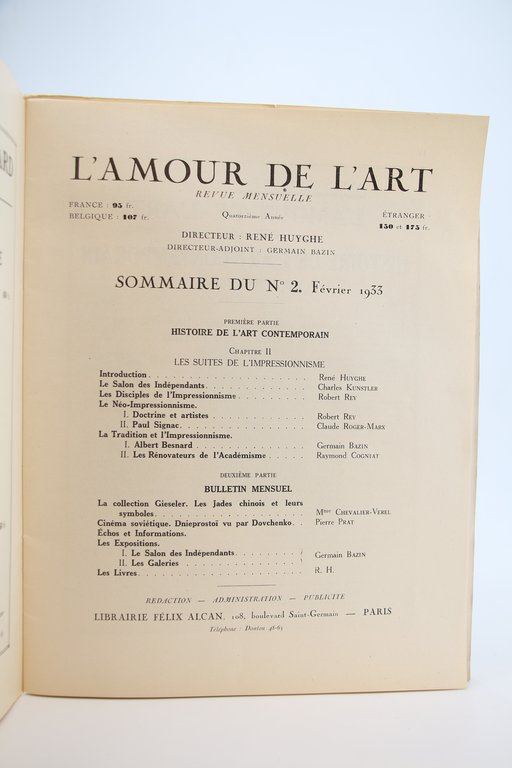 ARD
L'AMOUR DE L'ART
REVUE MENSUELLE
FRANCE : 95 fr.
BELGIQUE : 107 fr.
Quatorzième Année
ÉTRANGER
150 et 175 fr.
DIRECTEUR : RENÉ HUYGHE
DIRECTEUR-ADJOINT : GERMAIN BAZIN
SOMMAIRE DU N° 2. Février 1933
PREMIÈRE PARTIE
HISTOIRE DE L'ART CONTEMPORAIN
CHAPITRE II
LES SUITES DE L'IMPRESSIONNISME
Introduction . . . . . . . . . . René HUYGHE
Le Salon des Indépendants . . . . . . . . . . Charles KUNSTLER
Les Disciples de l'Impressionnisme . . . . . . . . . . Robert REY
Le Néo-Impressionnisme.
I. Doctrine et artistes . . . . . . . . . . Robert REY
II. Paul Signac . . . . . . . . . . Claude ROGER-MARX
La Tradition et l'Impressionnisme.
I. Albert Besnard . . . . . . . . . . Germain BAZIN
II. Les Rénovateurs de l'Académisme . . . . . Raymond COGNIAT
DEUXIÈME PARTIE
BULLETIN MENSUEL
La collection Gieseler. Les Jades chinois et leurs
symboles . . . . . . . . . . Mme CHEVALIER-VEREL
Cinéma soviétique. Dnieprostoï vu par Dovchenko . . Pierre PRAT
Échos et Informations.
Les Expositions.
I. Le Salon des Indépendants . . . . . . . . . .
II. Les Galeries . . . . . . . . . . Germain BAZIN
Les Livres . . . . . . . . . . R. H.
RÉDACTION — ADMINISTRATION — PUBLICITÉ
LIBRAIRIE FÉLIX ALCAN, 108, boulevard Saint-Germain — PARIS
Téléphone : Danton 48-65